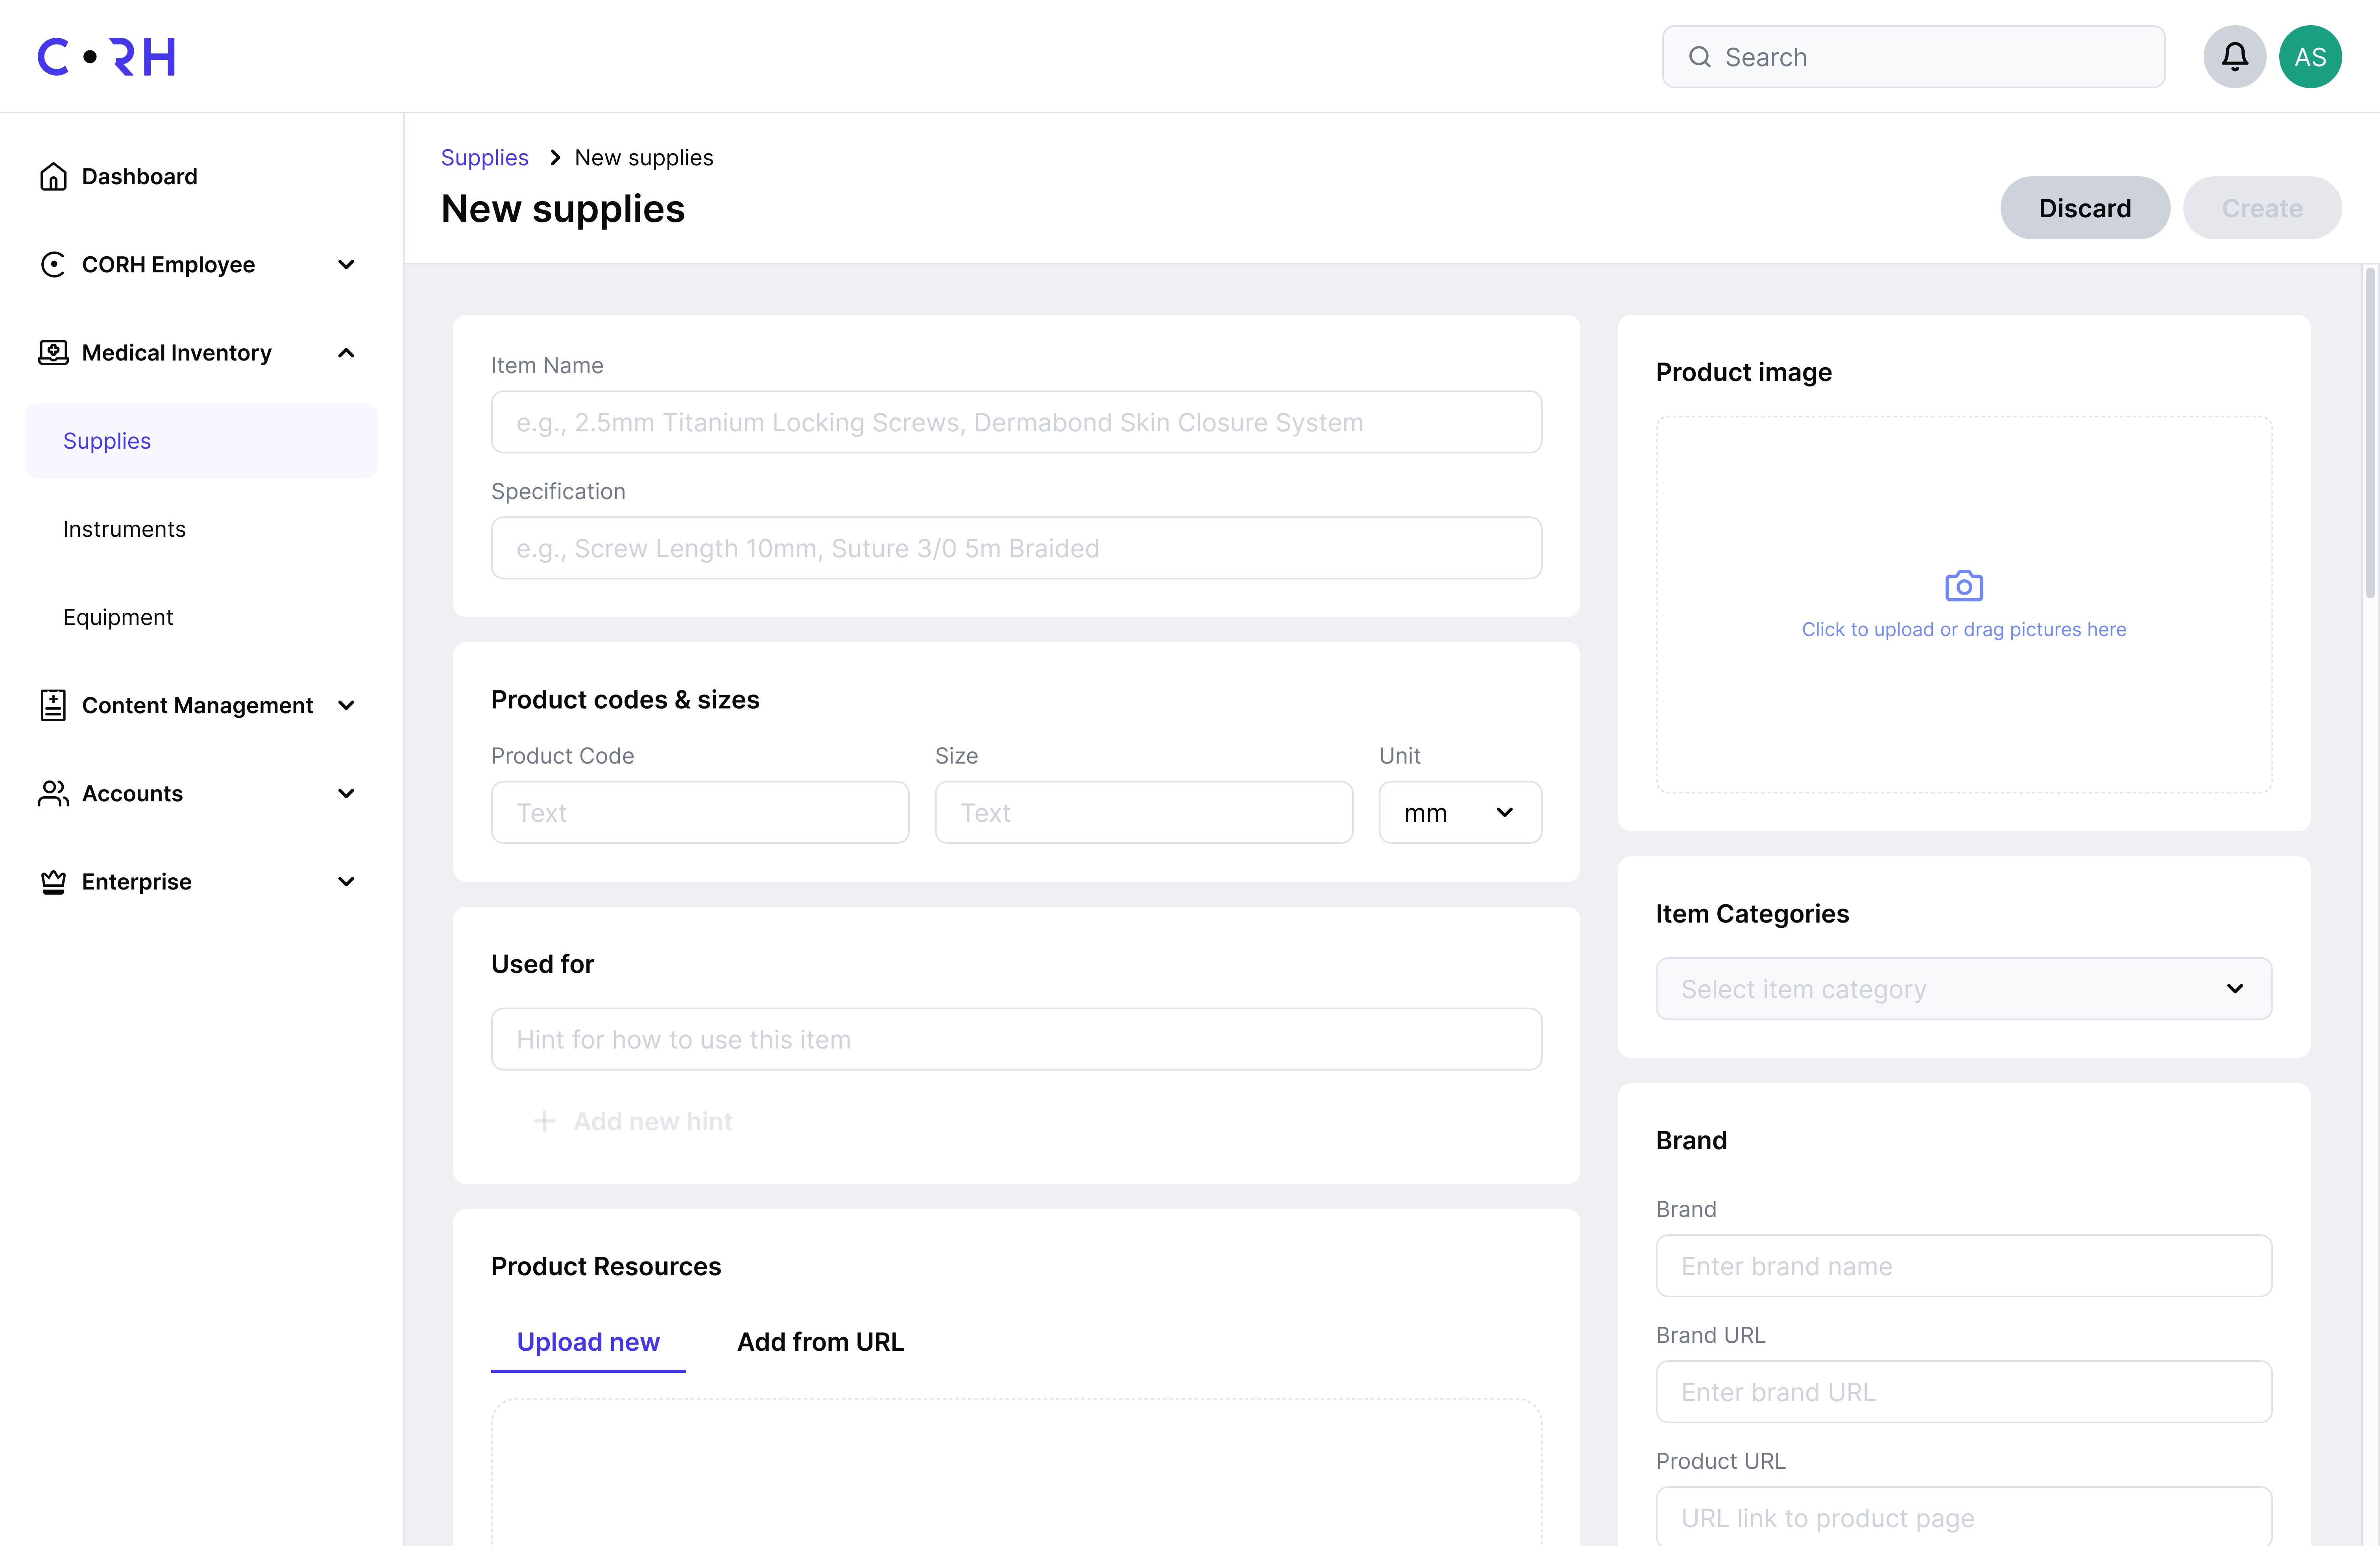 C•RH
Search
AS
Dashboard
CORH Employee
Medical Inventory
Supplies
Instruments
Equipment
Content Management
Accounts
Enterprise
Supplies > New supplies
New supplies
Discard
Create
Item Name
e.g., 2.5mm Titanium Locking Screws, Dermabond Skin Closure System
Specification
e.g., Screw Length 10mm, Suture 3/0 5m Braided
Product codes & sizes
Product Code
Size
Unit
Text
Text
mm
Used for
Hint for how to use this item
+ Add new hint
Product Resources
Upload new
Add from URL
Product image
Click to upload or drag pictures here
Item Categories
Select item category
Brand
Brand
Enter brand name
Brand URL
Enter brand URL
Product URL
URL link to product page